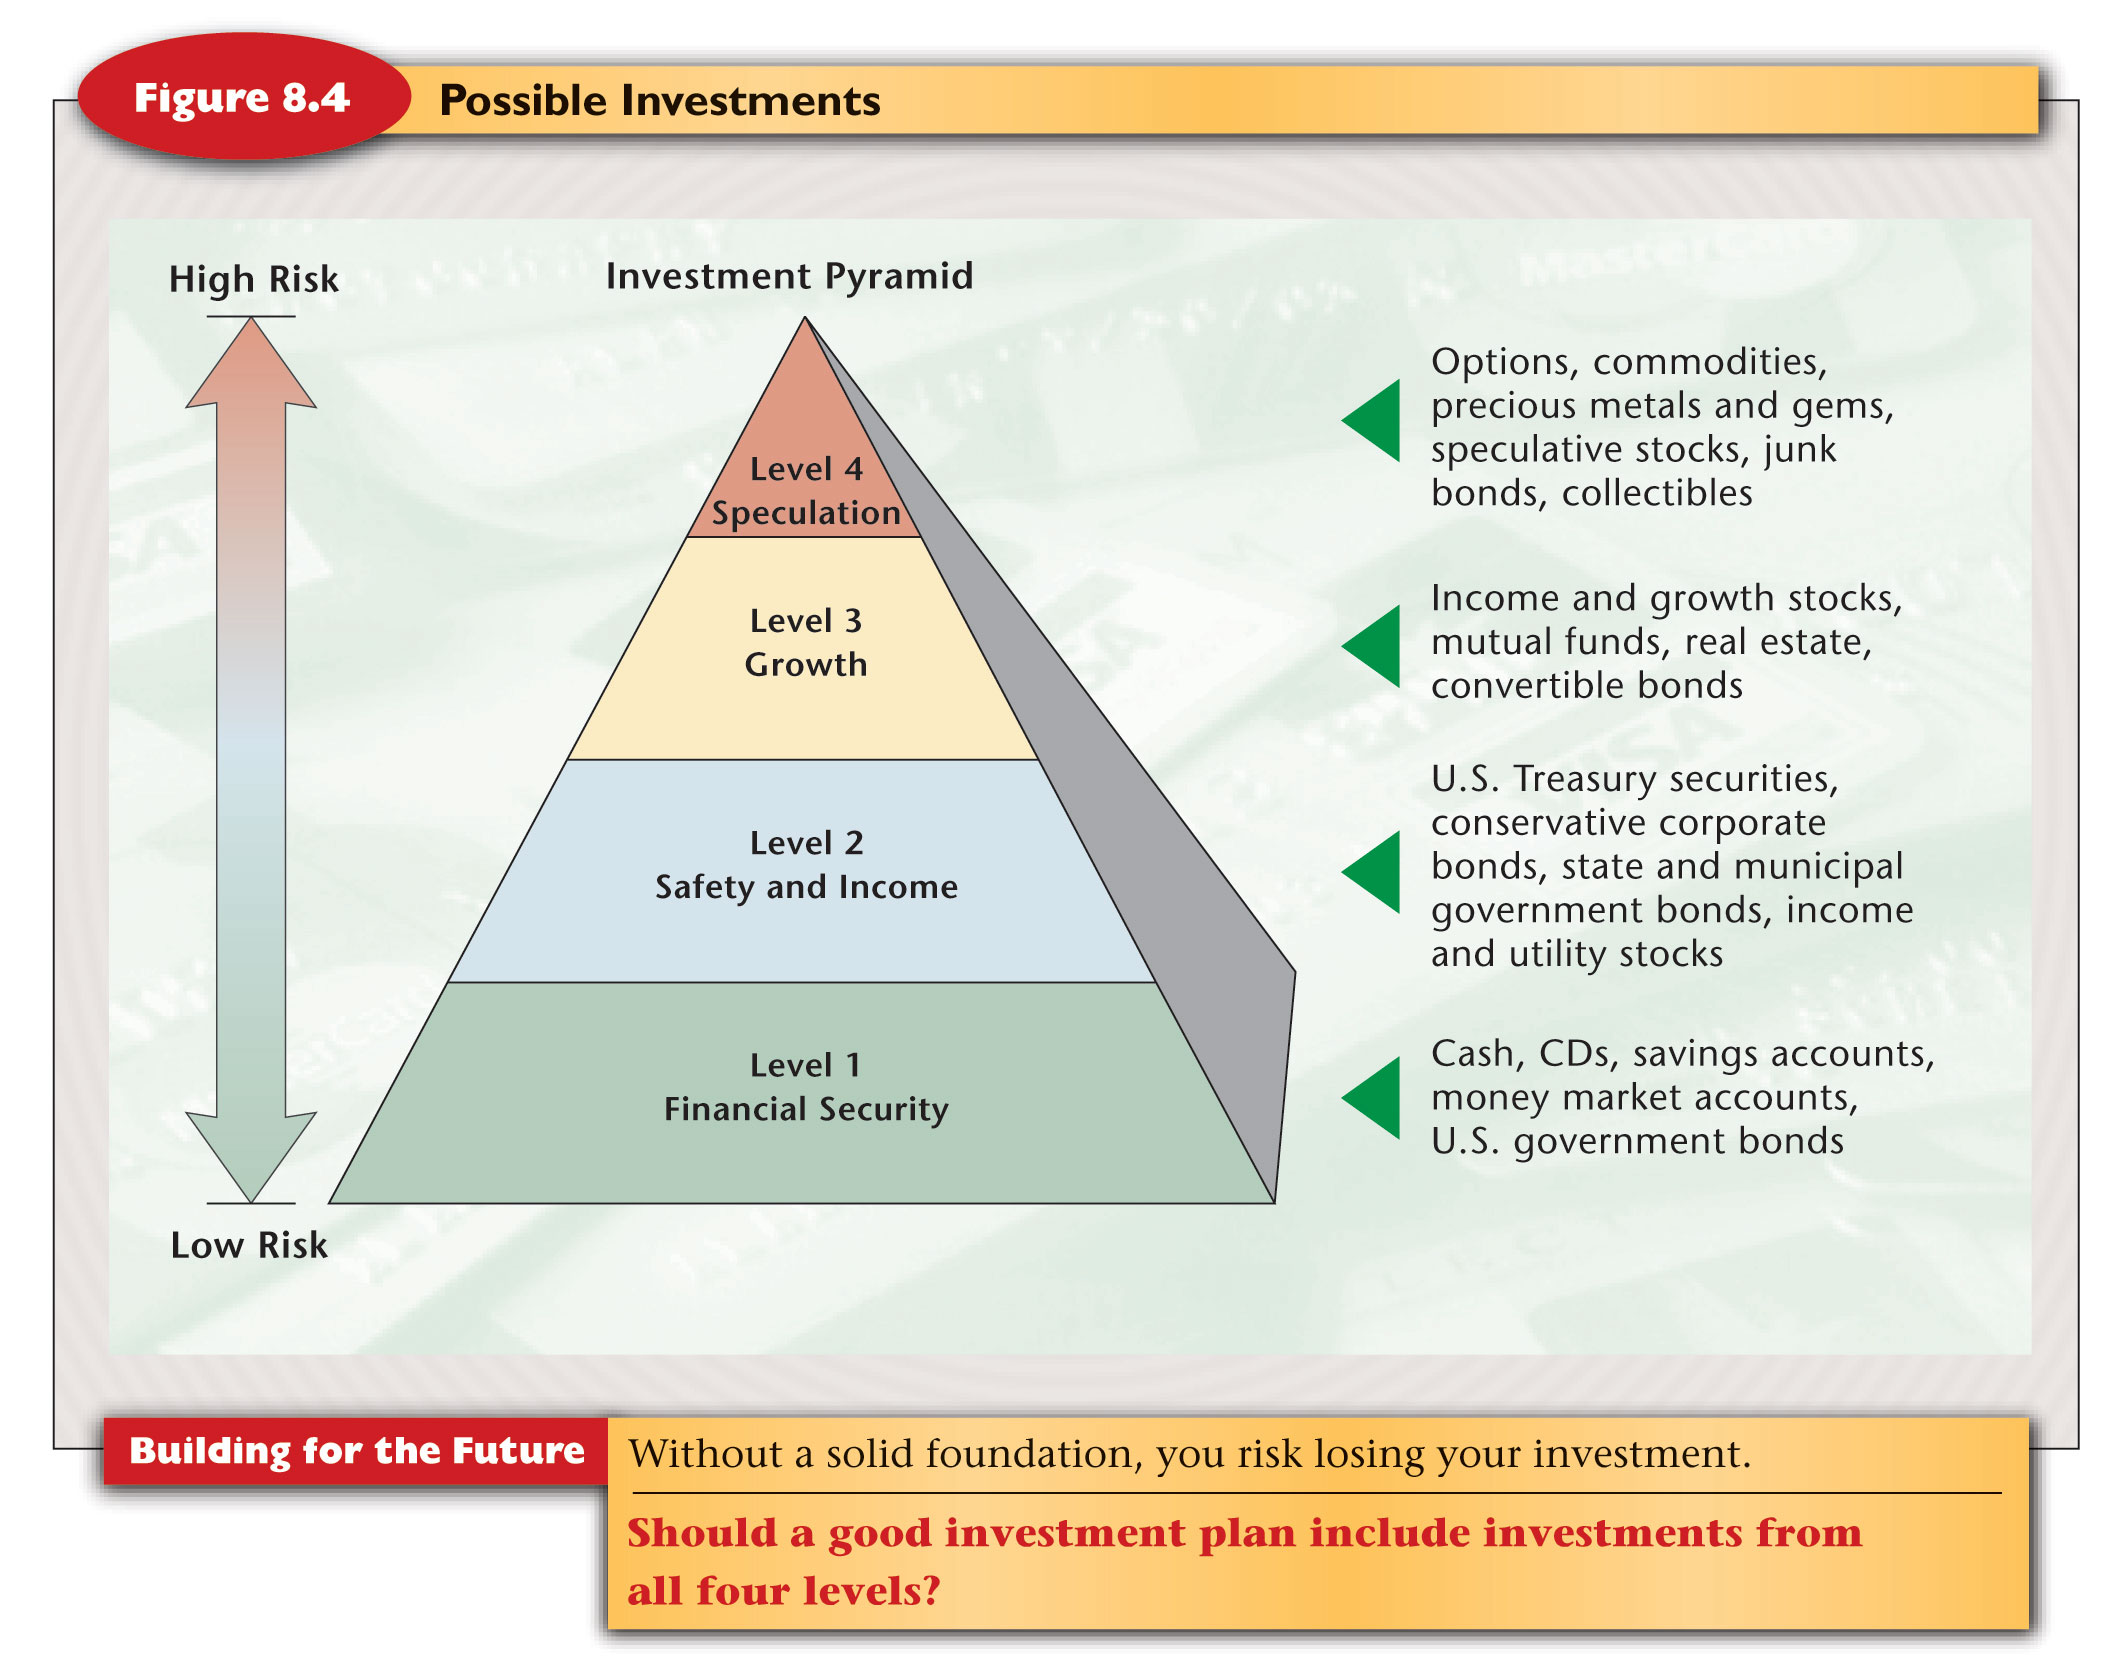 Figure 8.4
Possible Investments
High Risk
Investment Pyramid
Options, commodities,
precious metals and gems,
speculative stocks, junk
bonds, collectibles
Level 4
Speculation
Income and growth stocks,
mutual funds, real estate,
convertible bonds
Level 3
Growth
U.S. Treasury securities,
conservative corporate
bonds, state and municipal
government bonds, income
and utility stocks
Level 2
Safety and Income
Cash, CDs, savings accounts,
money market accounts,
U.S. government bonds
Level 1
Financial Security
Low Risk
Building for the Future
Without a solid foundation, you risk losing your investment.
Should a good investment plan include investments from
all four levels?
MasterCard
VISA
VISA